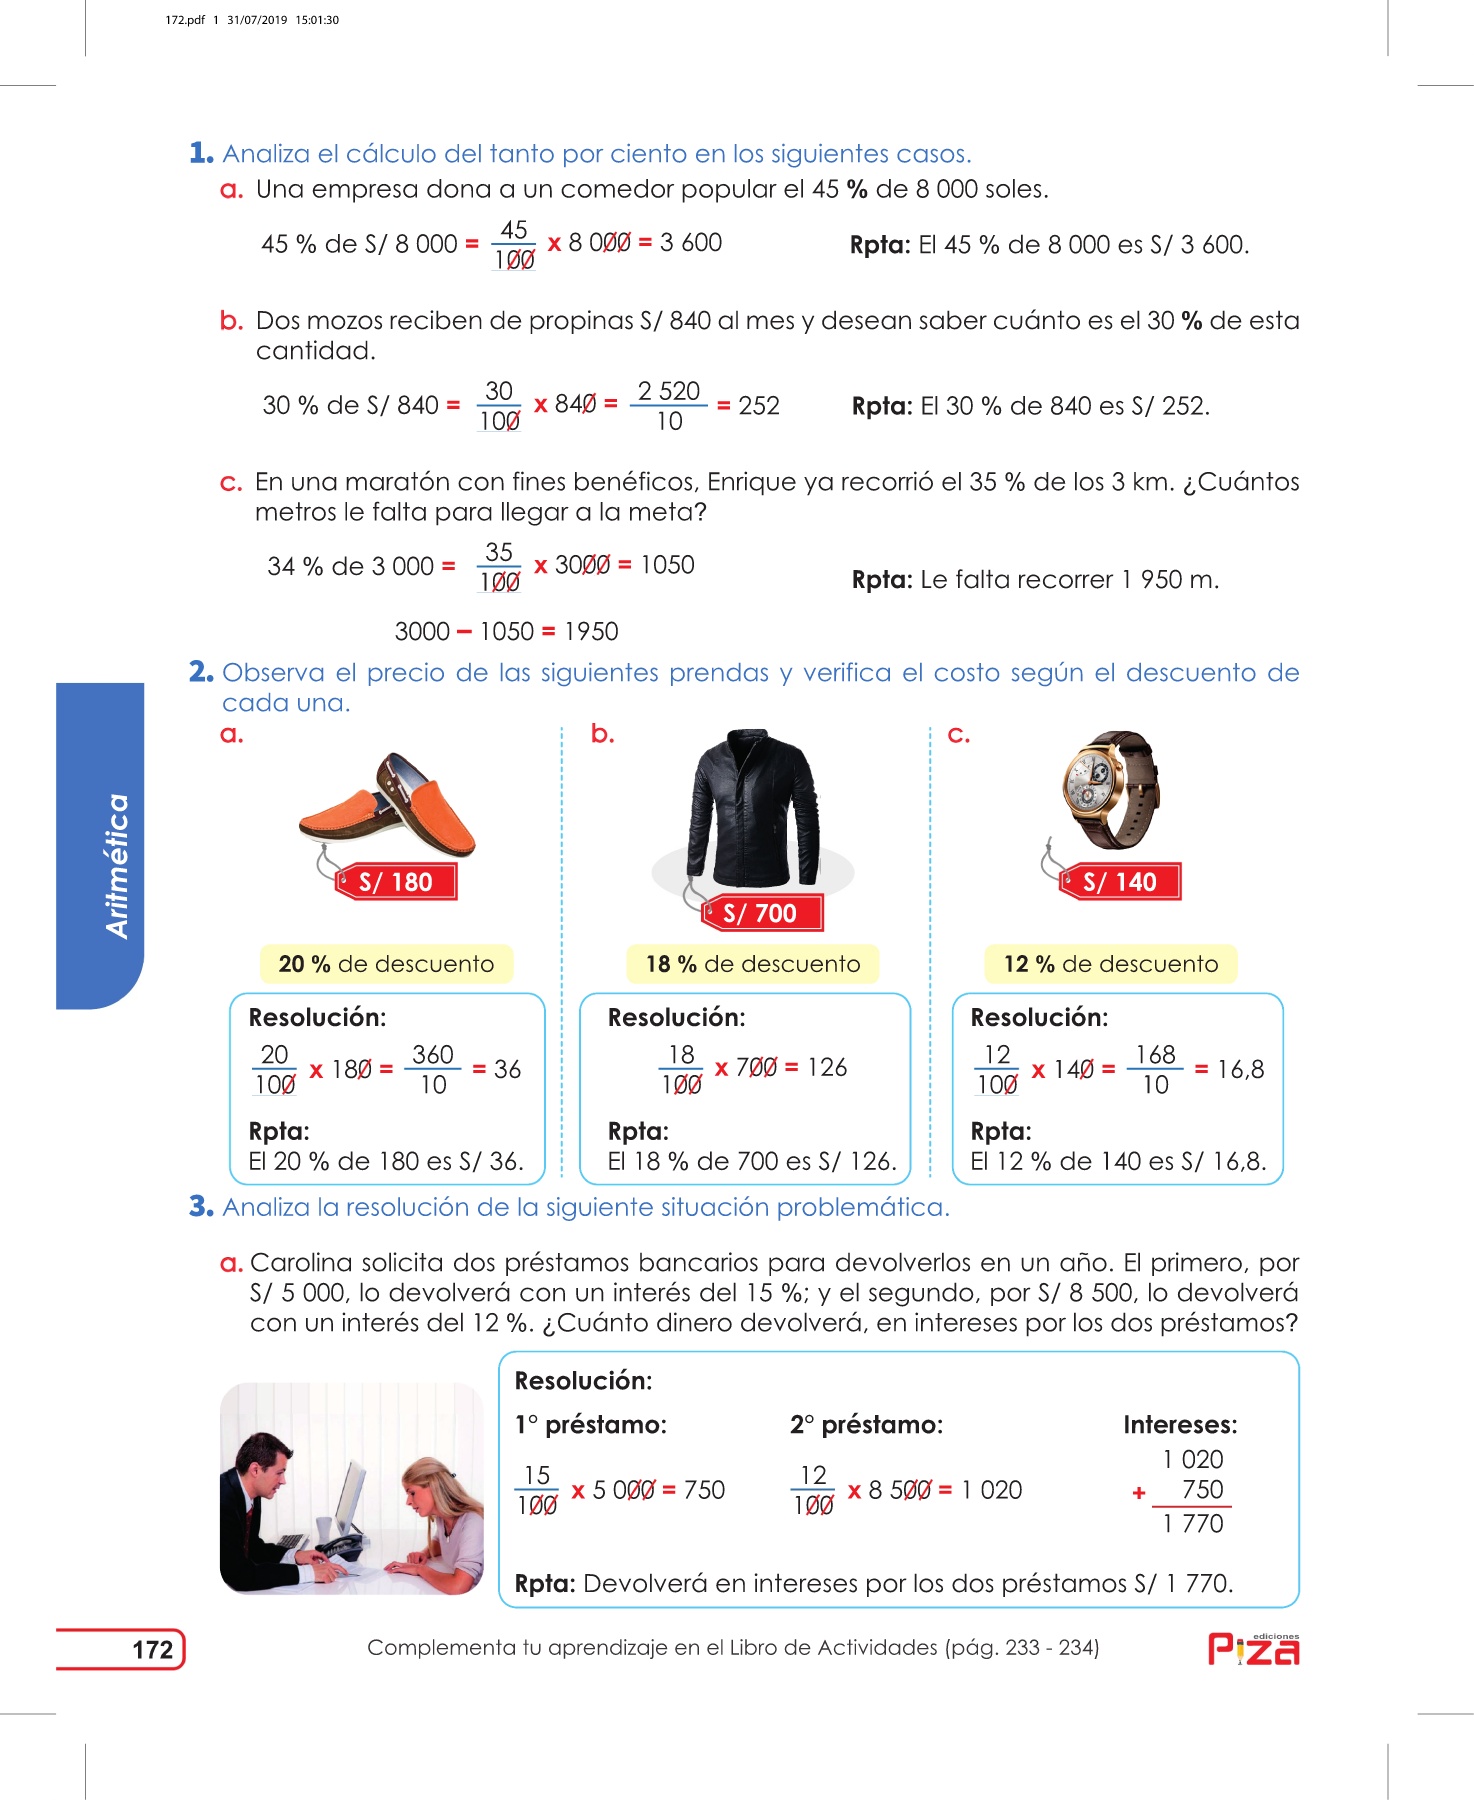 172.pdf 1 31/07/2019 15:01:30
1. Analiza el cálculo del tanto por ciento en los siguientes casos.
a. Una empresa dona a un comedor popular el 45 % de 8 000 soles.
45 % de S/ 8 000 = 45/100 x 8 000 = 3 600 Rpta: El 45 % de 8 000 es S/ 3 600.
b. Dos mozos reciben de propinas S/ 840 al mes y desean saber cuánto es el 30 % de esta
cantidad.
30 % de S/ 840 = 30/100 x 840 = 2 520/10 = 252 Rpta: El 30 % de 840 es S/ 252.
c. En una maratón con fines benéficos, Enrique ya recorrió el 35 % de los 3 km. ¿Cuántos
metros le falta para llegar a la meta?
34 % de 3 000 = 35/100 x 3000 = 1050
Rpta: Le falta recorrer 1 950 m.
3000 – 1050 = 1950
2. Observa el precio de las siguientes prendas y verifica el costo según el descuento de
cada una.
a.
S/ 180
20 % de descuento
Resolución:
20/100 x 180 = 360/10 = 36
Rpta:
El 20 % de 180 es S/ 36.
b.
S/ 700
18 % de descuento
Resolución:
18/100 x 700 = 126
Rpta:
El 18 % de 700 es S/ 126.
c.
S/ 140
12 % de descuento
Resolución:
12/100 x 140 = 168/10 = 16,8
Rpta:
El 12 % de 140 es S/ 16,8.
Aritmética
3. Analiza la resolución de la siguiente situación problemática.
a. Carolina solicita dos préstamos bancarios para devolverlos en un año. El primero, por
S/ 5 000, lo devolverá con un interés del 15 %; y el segundo, por S/ 8 500, lo devolverá
con un interés del 12 %. ¿Cuánto dinero devolverá, en intereses por los dos préstamos?
Resolución:
1° préstamo:
15/100 x 5 000 = 750
2° préstamo:
12/100 x 8 500 = 1 020
Intereses:
1 020
+ 750
1 770
Rpta: Devolverá en intereses por los dos préstamos S/ 1 770.
172
Complementa tu aprendizaje en el Libro de Actividades (pág. 233 - 234)
ediciones
Piza